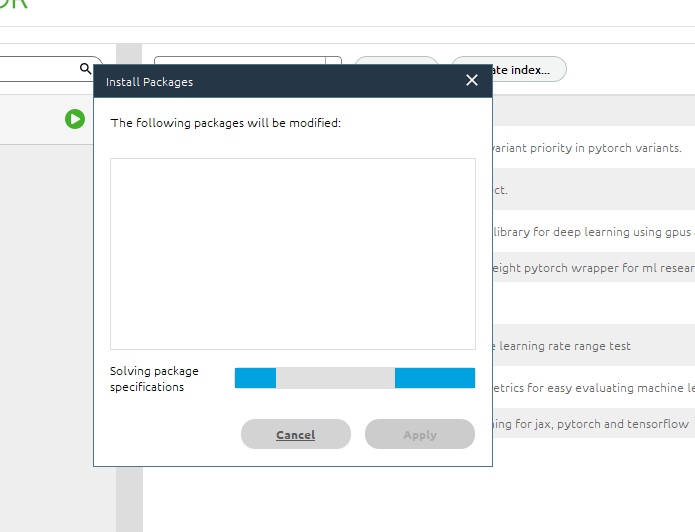 OR
Install Packages
ate index...
The following packages will be modified:
variant priority in pytorch variants.
ct.
library for deep learning using gpus
eight pytorch wrapper for ml resear
e learning rate range test
Solving package
specifications
etrics for easy evaluating machine le
ning for jax, pytorch and tensorflow
Cancel
Apply